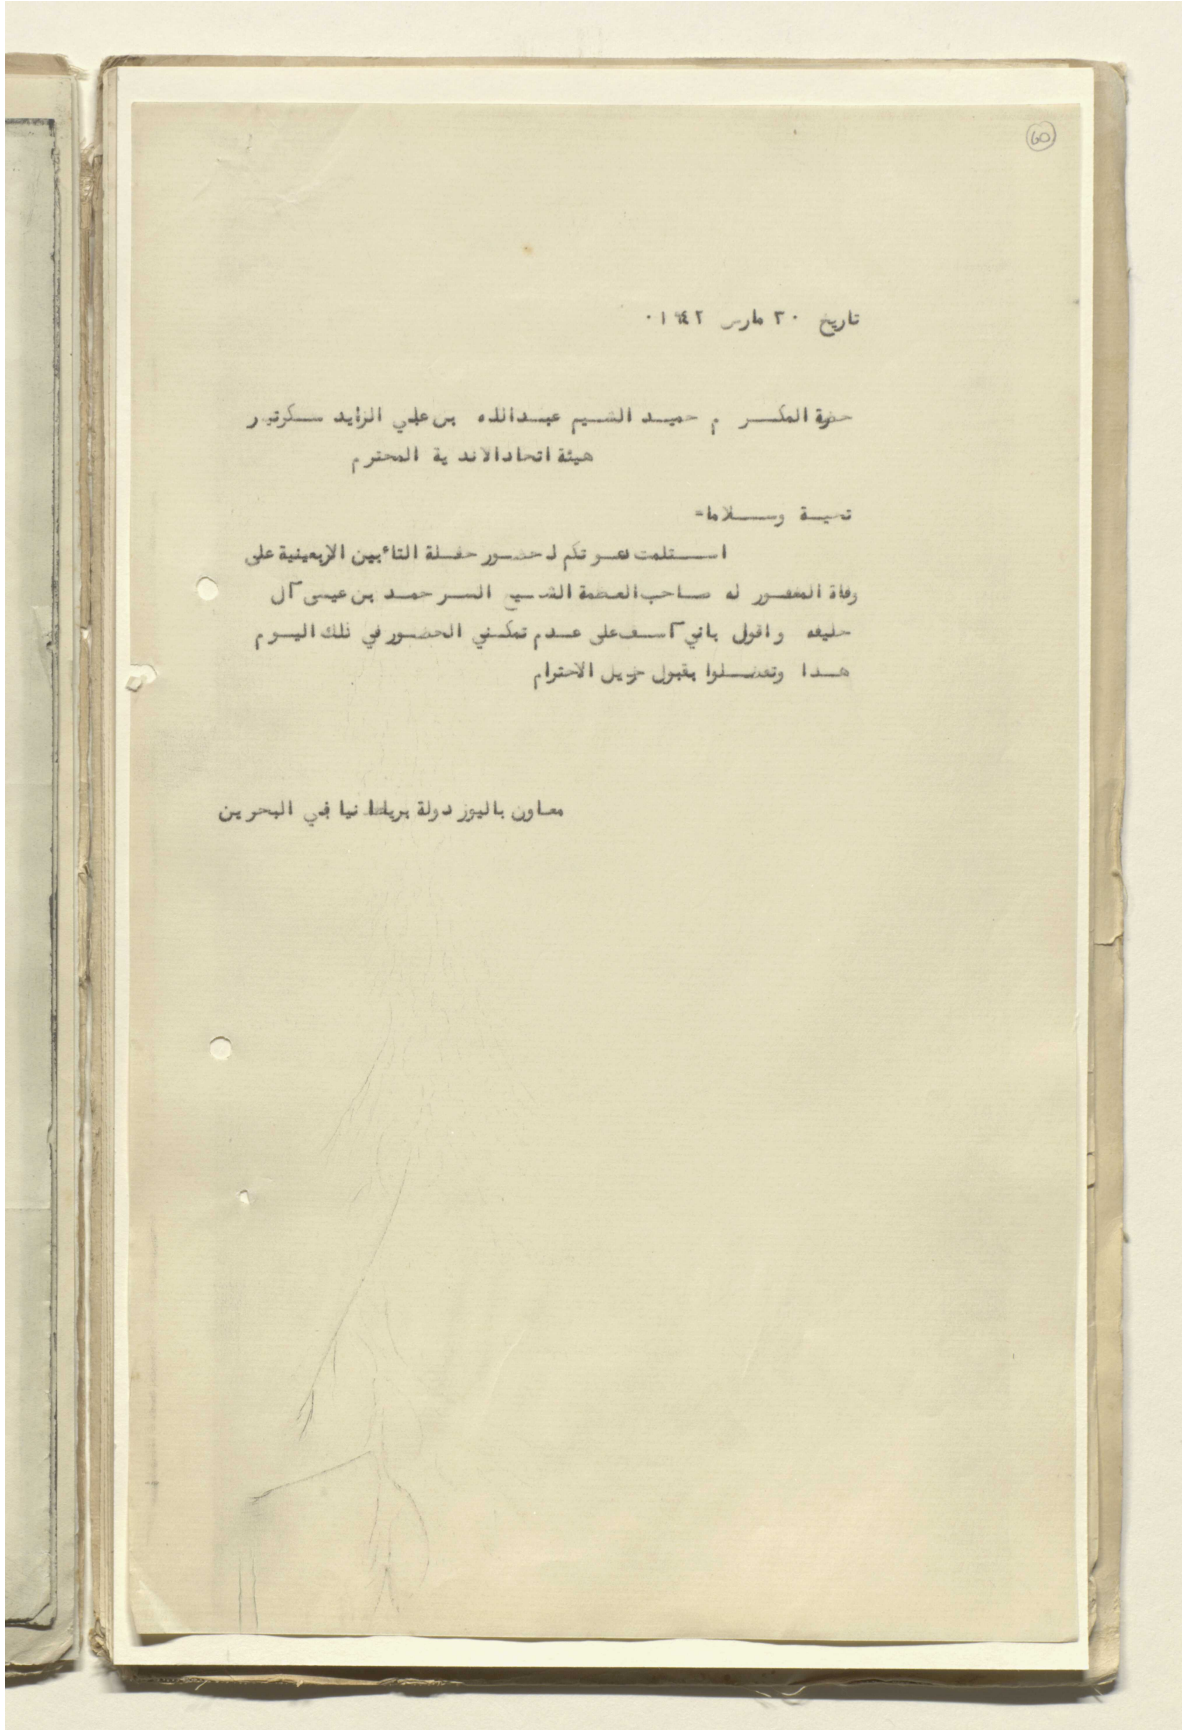 60
تاريخ ٣٠ مارس ١٩٤٢٠
حضرة المكرم حميد الشيم عبدالله بن علي الزايد سكرتير
هيئة اتحاد الاندية المحترم
تحية وسلاما=
استلمت دعوتكم لحضور حفلة التاءبين الاربعينية على
وفاة المغفور له صاحب العظمة الشيخ السر حمد بن عيسى آل
خليفه واقول باني آسف على عدم تمكني الحضور في ذلك اليوم
هذا وتفضلوا بقبول جزيل الاحترام
معاون باليوز دولة بريطانيا في البحرين